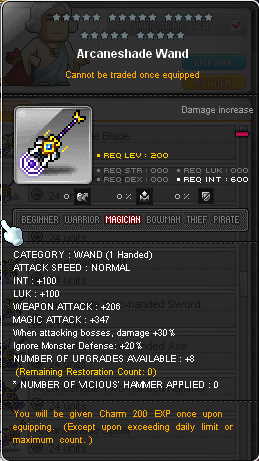 Arcaneshade Wand
Cannot be traded once equipped
Damage increase
REQ LEV : 200
REQ STR : 000 REQ LUK : 000
REQ DEX : 000 REQ INT : 600
0 0 0
BEGINNER WARRIOR MAGICIAN BOWMAN THIEF PIRATE
CATEGORY : WAND (1 Handed)
ATTACK SPEED : NORMAL
INT : +100
LUK : +100
WEAPON ATTACK : +206
MAGIC ATTACK : +347
When attacking bosses, damage +30%
Ignore Monster Defense: +20%
NUMBER OF UPGRADES AVAILABLE : +8
(Remaining Restoration Count: 0)
* NUMBER OF VICIOUS' HAMMER APPLIED : 0
You will be given Charm 200 EXP once upon
equipping. (Except upon exceeding daily limit or
maximum count.)